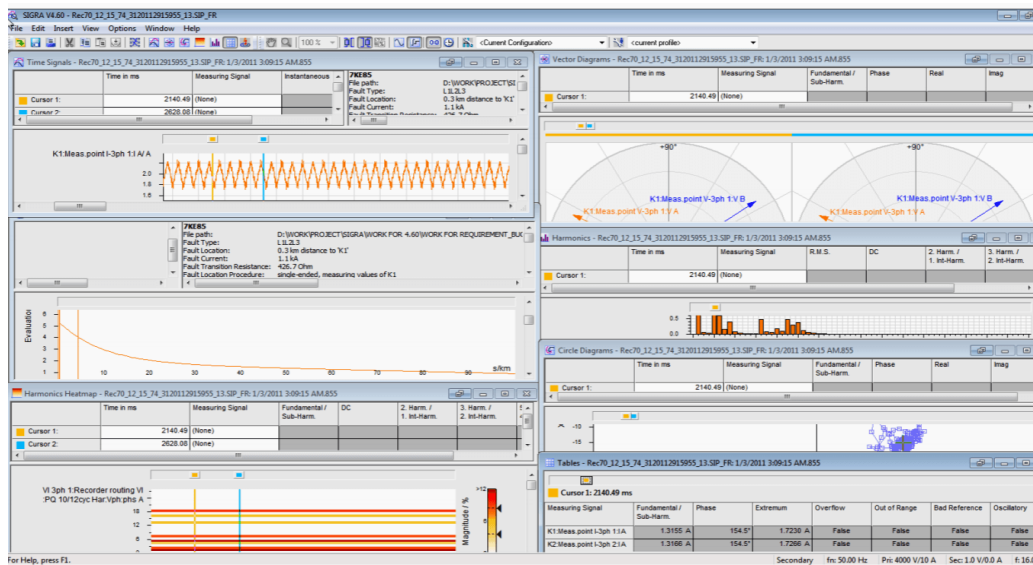 SIGRA V4.60 - Rec70_12_15_74_3120112915955_13.SIP_FR
File Edit Insert View Options Window Help
100 % <Current Configuration> <current profile>
Time Signals - Rec70_12_15_74_3120112915955_13.SIP_FR: 1/3/2011 3:09:15 AM.855
Time in ms Measuring Signal Instantaneous
Cursor 1: 2140.49 (None)
Cursor 2: 2628.08 (None)
7KE85
File path: D:\WORK\PROJECT\SIG
Fault Type: L1L2L3
Fault Location: 0.3 km distance to 'K1'
Fault Current: 1.1 kA
Fault Transition Resistance: 426.7 Ohm
K1:Meas.point I-3ph 1:I A/ A
2.0
1.8
1.6
7KE85
File path: D:\WORK\PROJECT\SIGRA\WORK FOR 4.60\WORK FOR REQUIREMENT_BUG
Fault Type: L1L2L3
Fault Location: 0.3 km distance to 'K1'
Fault Current: 1.1 kA
Fault Transition Resistance: 426.7 Ohm
Fault Location Procedure: single-ended, measuring values of K1
Evaluation
6
5
4
3
2
1
10 20 30 40 50 60 70 80 90 s/km
Harmonics Heatmap - Rec70_12_15_74_3120112915955_13.SIP_FR: 1/3/2011 3:09:15 AM.855
Time in ms Measuring Signal Fundamental / Sub-Harm. DC 2. Harm. / 1. Int-Harm. 3. Harm. / 2. Int-Harm.
Cursor 1: 2140.49 (None)
Cursor 2: 2628.08 (None)
VI 3ph 1:Recorder routing VI
:PQ 10/12cyc Har:Vph:phs A
18
12
6
>12
6
Magnitude / %
Vector Diagrams - Rec70_12_15_74_3120112915955_13.SIP_FR: 1/3/2011 3:09:15 AM.855
Time in ms Measuring Signal Fundamental / Sub-Harm. Phase Real Imag
Cursor 1: 2140.49 (None)
+90° +90°
K1:Meas.point V-3ph 1:V B K1:Meas.point V-3ph 1:V B
K1:Meas.point V-3ph 1:V A K1:Meas.point V-3ph 1:V A
Harmonics - Rec70_12_15_74_3120112915955_13.SIP_FR: 1/3/2011 3:09:15 AM.855
Time in ms Measuring Signal R.M.S. DC 2. Harm. / 1. Int-Harm. 3. Harm. / 2. Int-Harm.
Cursor 1: 2140.49 (None)
0.5
0.0
Circle Diagrams - Rec70_12_15_74_3120112915955_13.SIP_FR: 1/3/2011 3:09:15 AM.855
Time in ms Measuring Signal Fundamental / Sub-Harm. Phase Real Imag
Cursor 1: 2140.49 (None)
-10
-15
Tables - Rec70_12_15_74_3120112915955_13.SIP_FR: 1/3/2011 3:09:15 AM.855
Cursor 1: 2140.49 ms
Measuring Signal Fundamental / Sub-Harm. Phase Extremum Overflow Out of Range Bad Reference Oscillatory
K1:Meas.point I-3ph 1:I A 1.3155 A 154.5° 1.7230 A False False False False
K2:Meas.point I-3ph 2:I A 1.3166 A 154.5° 1.7266 A False False False False
For Help, press F1. Secondary fn: 50.00 Hz Pri: 4000 V/10 A Sec: 1.0 V/0.0 A f: 16.0